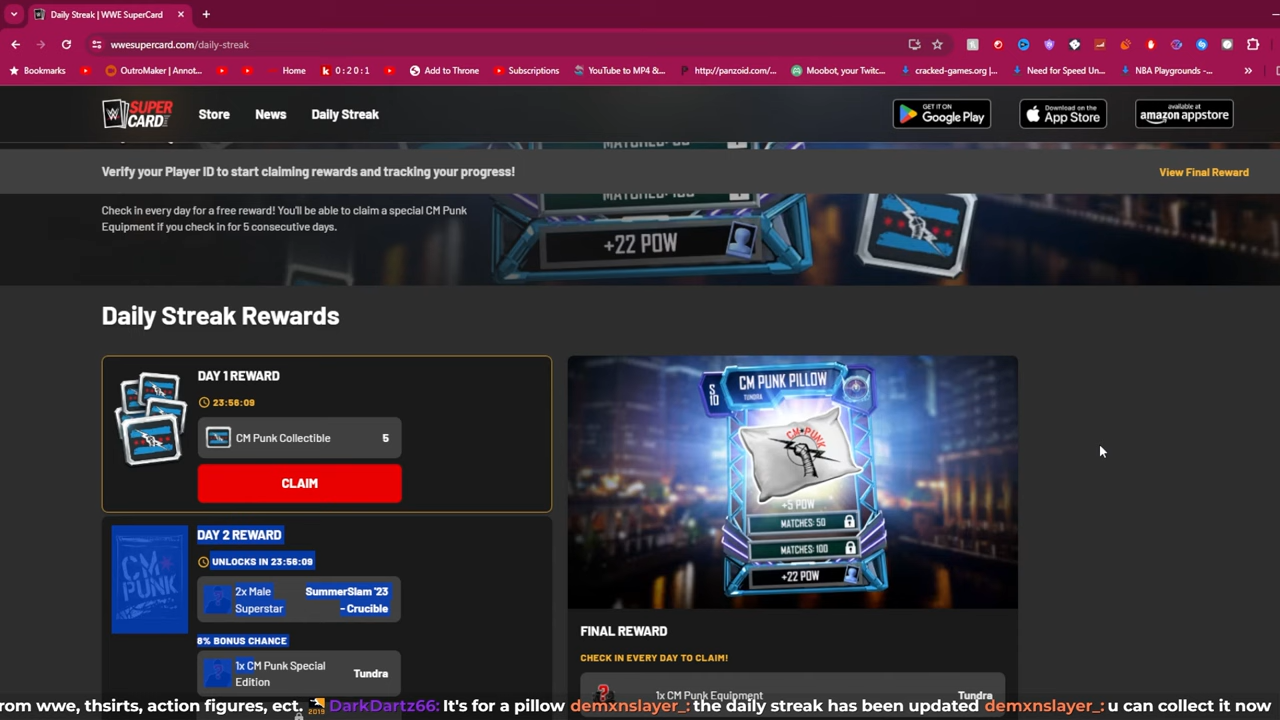 Daily Streak | WWE SuperCard
wwesupercard.com/daily-streak
Bookmarks
OutroMaker | Annot...
Home
0:20:1
Add to Throne
Subscriptions
YouTube to MP4 &...
http://panzoid.com/...
Moobot, your Twitc...
cracked-games.org |...
Need for Speed Un...
NBA Playgrounds -...
SUPER
CARD
Store
News
Daily Streak
GET IT ON
Google Play
Download on the
App Store
available at
amazon appstore
Verify your Player ID to start claiming rewards and tracking your progress!
View Final Reward
MATCHES: 100
Check in every day for a free reward! You'll be able to claim a special CM Punk
Equipment if you check in for 5 consecutive days.
+22 POW
Daily Streak Rewards
DAY 1 REWARD
23:56:09
CM Punk Collectible 5
CLAIM
DAY 2 REWARD
UNLOCKS IN 23:56:09
CM
PUNK
2x Male
Superstar
SummerSlam '23
- Crucible
8% BONUS CHANCE
1x CM Punk Special
Edition
Tundra
S
10
CM PUNK PILLOW
TUNDRA
CM PUNK
+5 POW
MATCHES: 50
MATCHES: 100
+22 POW
FINAL REWARD
CHECK IN EVERY DAY TO CLAIM!
1x CM Punk Equipment Tundra
rom wwe, thsirts, action figures, ect. 2019 DarkDartz66: It's for a pillow demxnslayer_: the daily streak has been updated demxnslayer_: u can collect it now